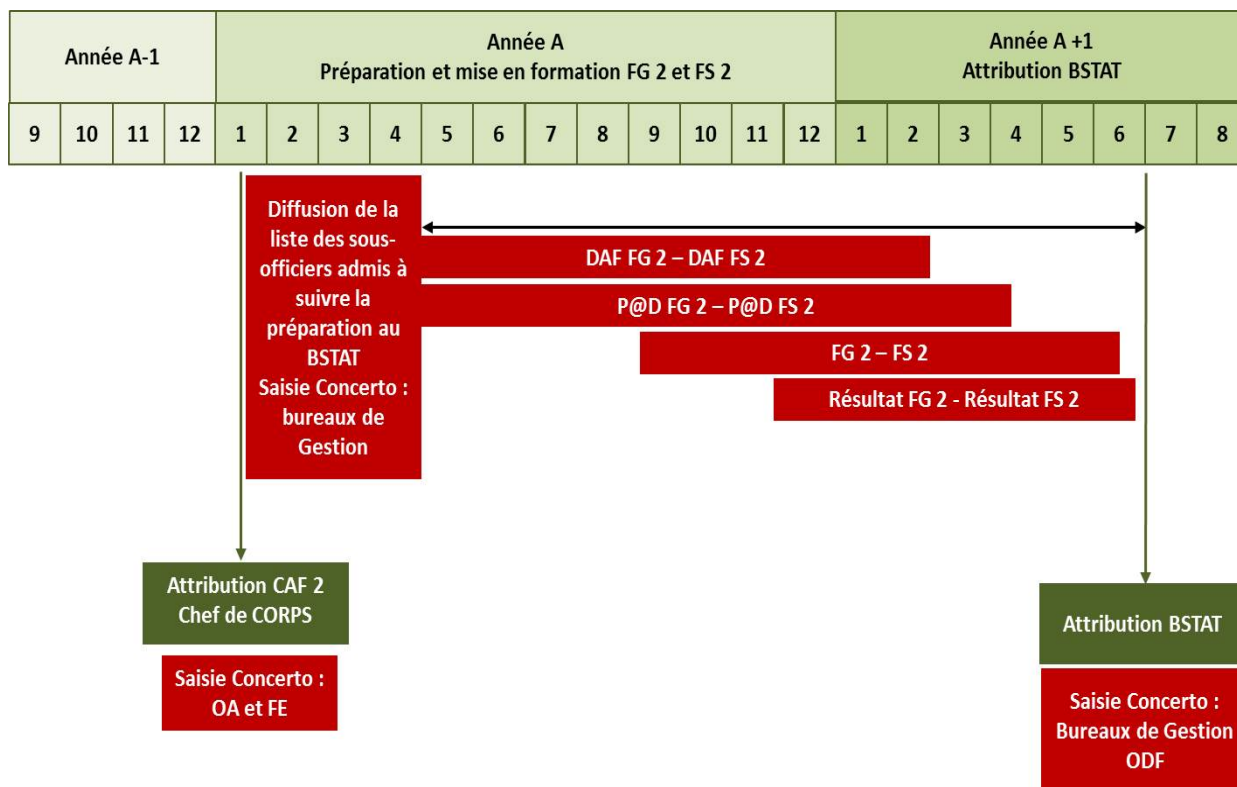 Année A-1
Année A
Préparation et mise en formation FG 2 et FS 2
Année A +1
Attribution BSTAT
9 10 11 12 1 2 3 4 5 6 7 8 9 10 11 12 1 2 3 4 5 6 7 8
Diffusion de la
liste des sous-
officiers admis à
suivre la
préparation au
BSTAT
Saisie Concerto :
bureaux de
Gestion
DAF FG 2 – DAF FS 2
P@D FG 2 – P@D FS 2
FG 2 – FS 2
Résultat FG 2 - Résultat FS 2
Attribution CAF 2
Chef de CORPS
Saisie Concerto :
OA et FE
Attribution BSTAT
Saisie Concerto :
Bureaux de Gestion
ODF